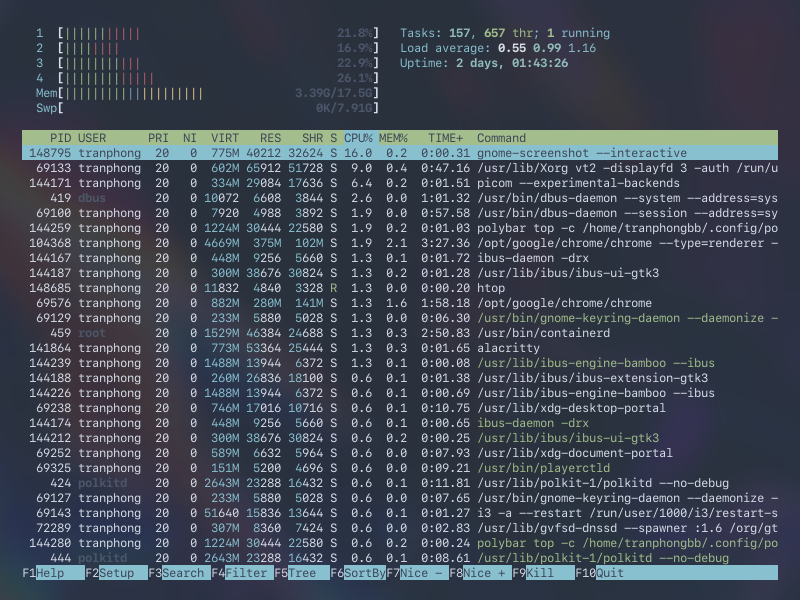 1 [|||||||||||| 21.8%] Tasks: 157, 657 thr; 1 running
2 [||||||||| 16.9%] Load average: 0.55 0.99 1.16
3 [|||||||||||| 22.9%] Uptime: 2 days, 01:43:26
4 [|||||||||||||| 26.1%]
Mem[||||||||||||||||||||||| 3.39G/17.5G]
Swp[ 0K/7.91G]
PID USER PRI NI VIRT RES SHR S CPU% MEM% TIME+ Command
148795 tranphong 20 0 775M 40212 32624 S 16.0 0.2 0:00.31 gnome-screenshot --interactive
69133 tranphong 20 0 602M 65912 51728 S 9.0 0.4 0:47.16 /usr/lib/Xorg vt2 -displayfd 3 -auth /run/u
144171 tranphong 20 0 334M 29084 17636 S 6.4 0.2 0:01.51 picom --experimental-backends
419 dbus 20 0 10072 6608 3844 S 2.6 0.0 1:01.32 /usr/bin/dbus-daemon --system --address=sys
69100 tranphong 20 0 7920 4988 3892 S 1.9 0.0 0:57.58 /usr/bin/dbus-daemon --session --address=sy
144259 tranphong 20 0 1224M 30444 22580 S 1.9 0.2 0:01.03 polybar top -c /home/tranphongbb/.config/po
104368 tranphong 20 0 4669M 375M 102M S 1.9 2.1 3:27.36 /opt/google/chrome/chrome --type=renderer -
144167 tranphong 20 0 448M 9256 5660 S 1.3 0.1 0:01.72 ibus-daemon -drx
144187 tranphong 20 0 300M 38676 30824 S 1.3 0.2 0:01.28 /usr/lib/ibus/ibus-ui-gtk3
148685 tranphong 20 0 11832 4840 3328 R 1.3 0.0 0:00.20 htop
69576 tranphong 20 0 882M 280M 141M S 1.3 1.6 1:58.18 /opt/google/chrome/chrome
69129 tranphong 20 0 233M 5880 5028 S 1.3 0.0 0:06.30 /usr/bin/gnome-keyring-daemon --daemonize -
459 root 20 0 1529M 46384 24688 S 1.3 0.3 2:50.83 /usr/bin/containerd
141864 tranphong 20 0 773M 53364 25444 S 1.3 0.3 0:01.65 alacritty
144239 tranphong 20 0 1488M 13944 6372 S 1.3 0.1 0:00.08 /usr/lib/ibus-engine-bamboo --ibus
144188 tranphong 20 0 260M 26836 18100 S 0.6 0.1 0:01.38 /usr/lib/ibus/ibus-extension-gtk3
144226 tranphong 20 0 1488M 13944 6372 S 0.6 0.1 0:00.69 /usr/lib/ibus-engine-bamboo --ibus
69238 tranphong 20 0 746M 17016 10716 S 0.6 0.1 0:10.75 /usr/lib/xdg-desktop-portal
144174 tranphong 20 0 448M 9256 5660 S 0.6 0.1 0:00.65 ibus-daemon -drx
144212 tranphong 20 0 300M 38676 30824 S 0.6 0.2 0:00.25 /usr/lib/ibus/ibus-ui-gtk3
69252 tranphong 20 0 589M 6632 5964 S 0.6 0.0 0:07.93 /usr/lib/xdg-document-portal
69325 tranphong 20 0 151M 5200 4696 S 0.6 0.0 0:09.21 /usr/bin/playerctld
424 polkitd 20 0 2643M 23288 16432 S 0.6 0.1 0:11.81 /usr/lib/polkit-1/polkitd --no-debug
69127 tranphong 20 0 233M 5880 5028 S 0.6 0.0 0:07.65 /usr/bin/gnome-keyring-daemon --daemonize -
69143 tranphong 20 0 51640 15836 13644 S 0.6 0.1 0:01.27 i3 -a --restart /run/user/1000/i3/restart-s
72289 tranphong 20 0 307M 8360 7424 S 0.6 0.0 0:02.83 /usr/lib/gvfsd-dnssd --spawner :1.6 /org/gt
144280 tranphong 20 0 1224M 30444 22580 S 0.6 0.2 0:00.24 polybar top -c /home/tranphongbb/.config/po
444 polkitd 20 0 2643M 23288 16432 S 0.6 0.1 0:08.61 /usr/lib/polkit-1/polkitd --no-debug
F1Help F2Setup F3Search F4Filter F5Tree F6SortBy F7Nice - F8Nice + F9Kill F10Quit